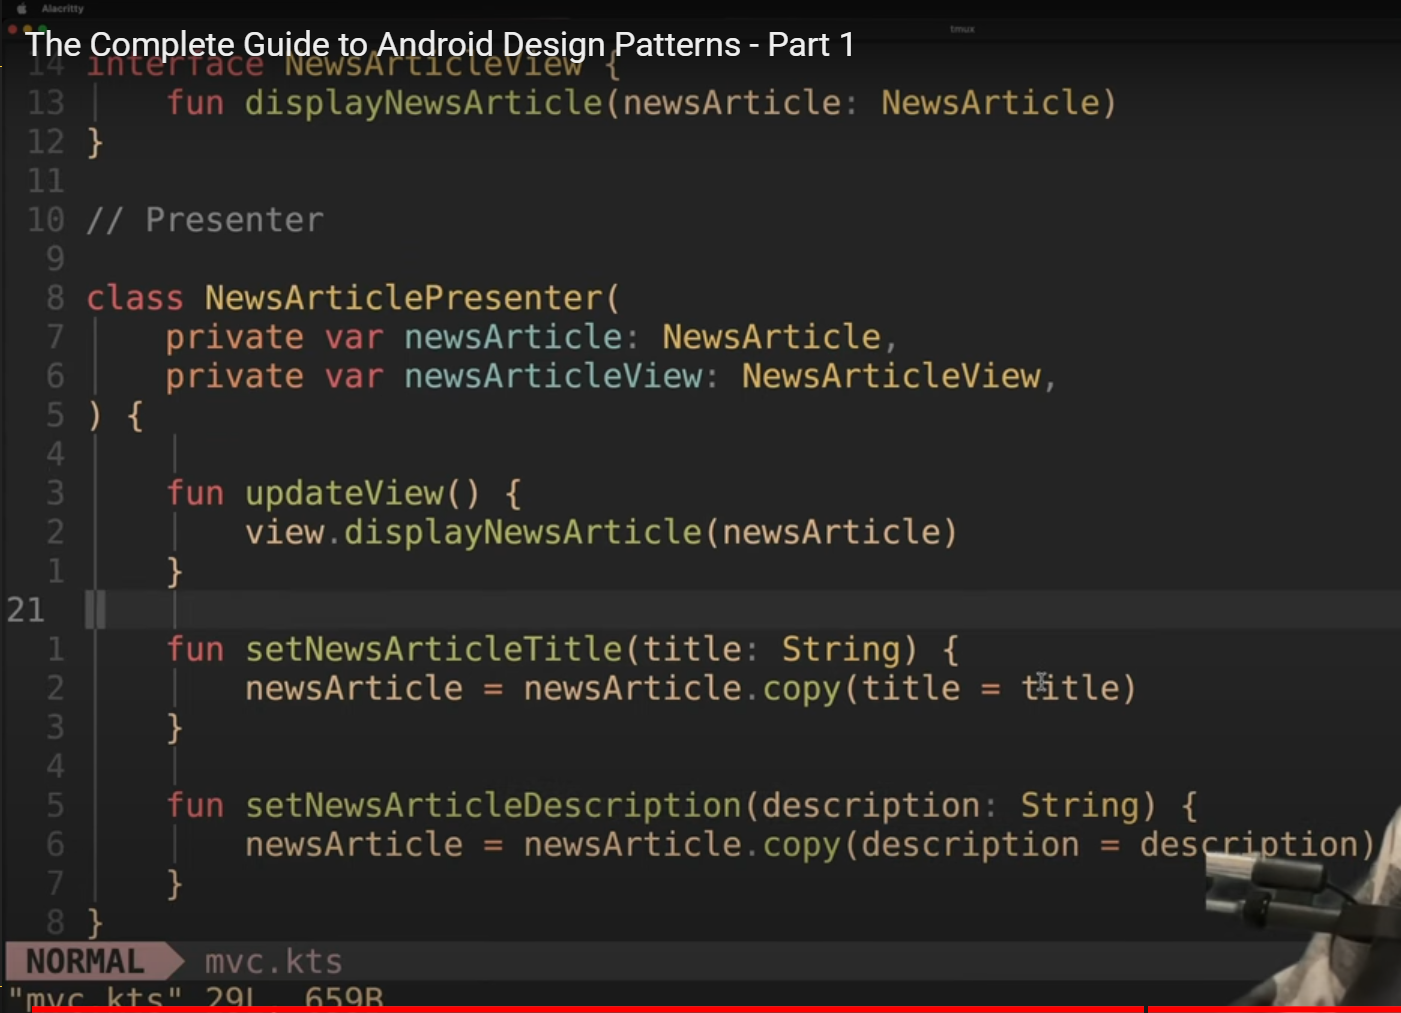 Alacritty
tmux
The Complete Guide to Android Design Patterns - Part 1
14 interface NewsArticleView {
13     fun displayNewsArticle(newsArticle: NewsArticle)
12 }
11
10 // Presenter
9
8 class NewsArticlePresenter(
7     private var newsArticle: NewsArticle,
6     private var newsArticleView: NewsArticleView,
5 ) {
4
3     fun updateView() {
2         view.displayNewsArticle(newsArticle)
1     }
21
1     fun setNewsArticleTitle(title: String) {
2         newsArticle = newsArticle.copy(title = title)
3     }
4
5     fun setNewsArticleDescription(description: String) {
6         newsArticle = newsArticle.copy(description = description)
7     }
8 }
NORMAL mvc.kts
"mvc.kts" 29L, 659B